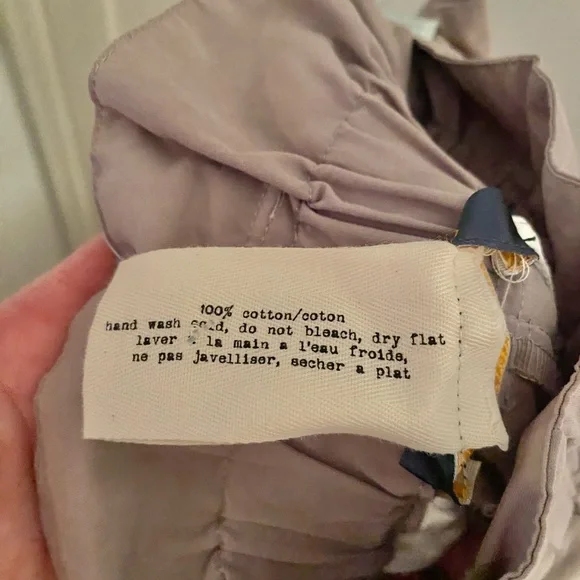 100% cotton/coton
hand wash cold, do not bleach, dry flat
laver a la main a l'eau froide,
ne pas javelliser, secher a plat